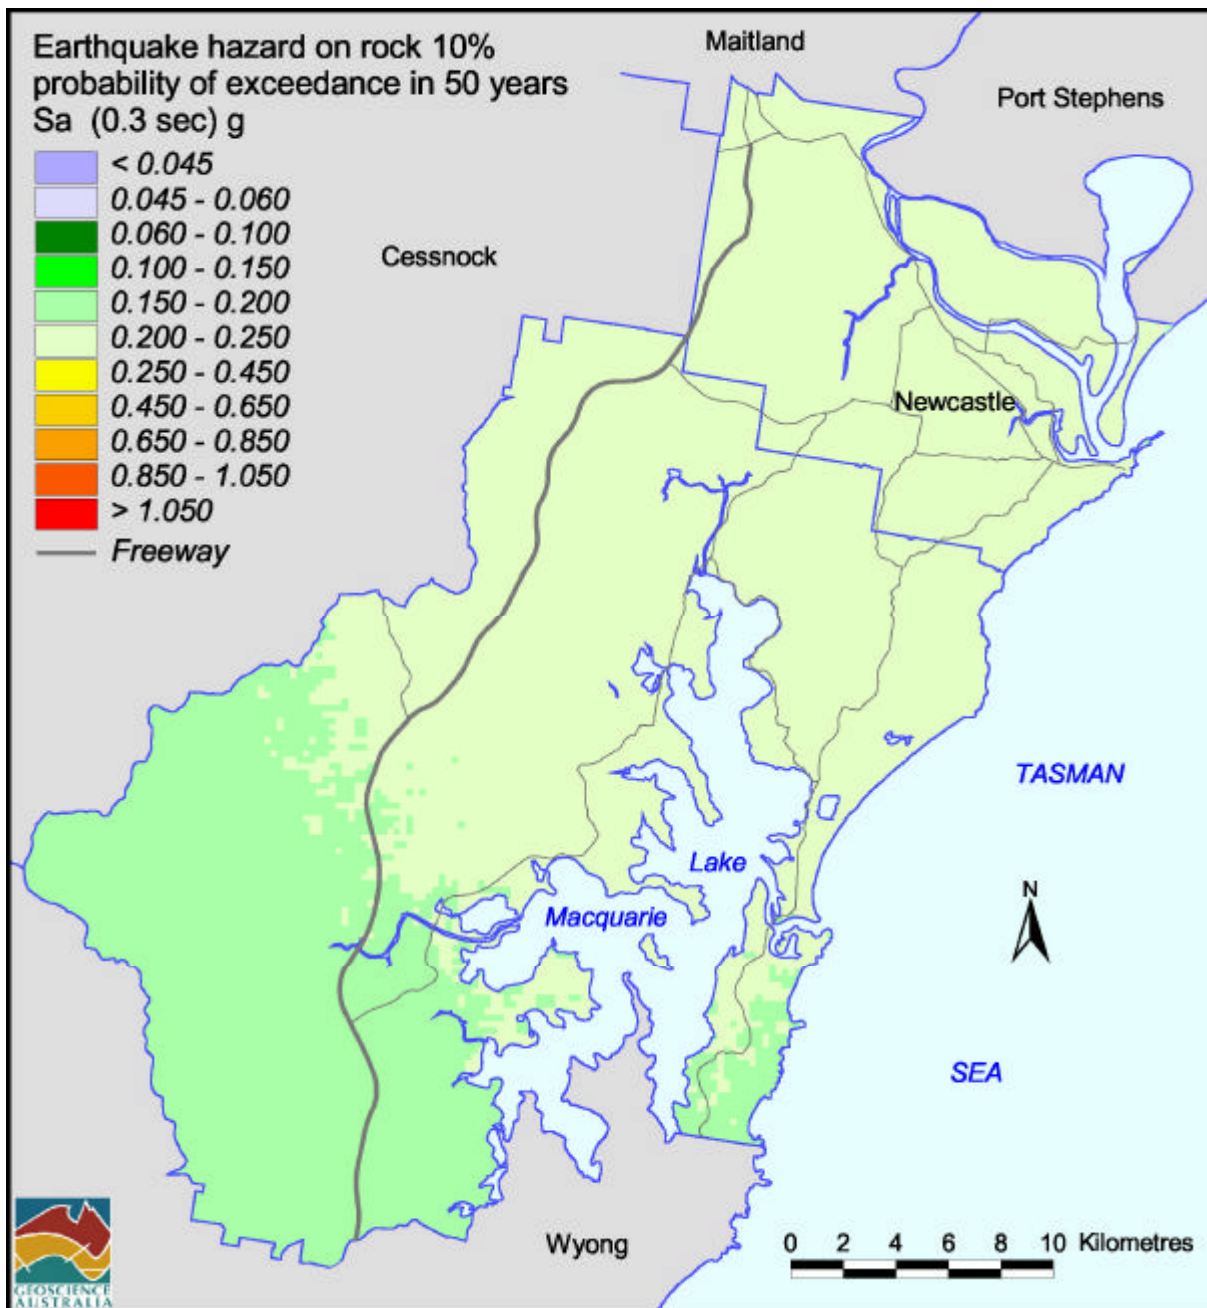 Earthquake hazard on rock 10%
probability of exceedance in 50 years
Sa (0.3 sec) g
< 0.045
0.045 - 0.060
0.060 - 0.100
0.100 - 0.150
0.150 - 0.200
0.200 - 0.250
0.250 - 0.450
0.450 - 0.650
0.650 - 0.850
0.850 - 1.050
> 1.050
Freeway
Maitland
Port Stephens
Cessnock
Newcastle
TASMAN
Lake
Macquarie
N
SEA
Wyong
0 2 4 6 8 10 Kilometres
GEOSCIENCE
AUSTRALIA